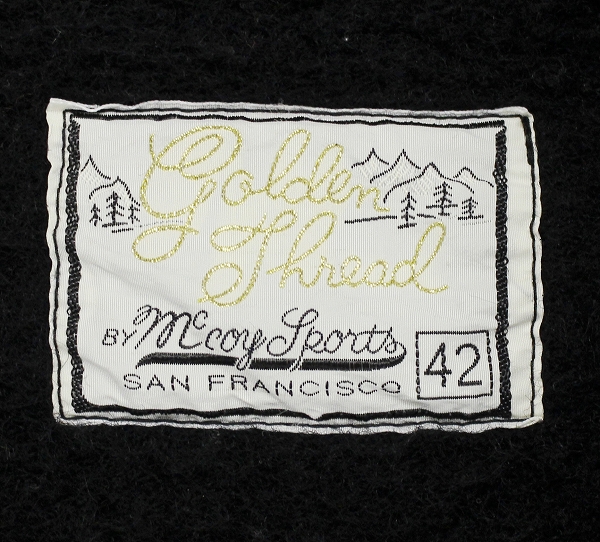 Golden
Thread
BY McCoy Sports
SAN FRANCISCO
42